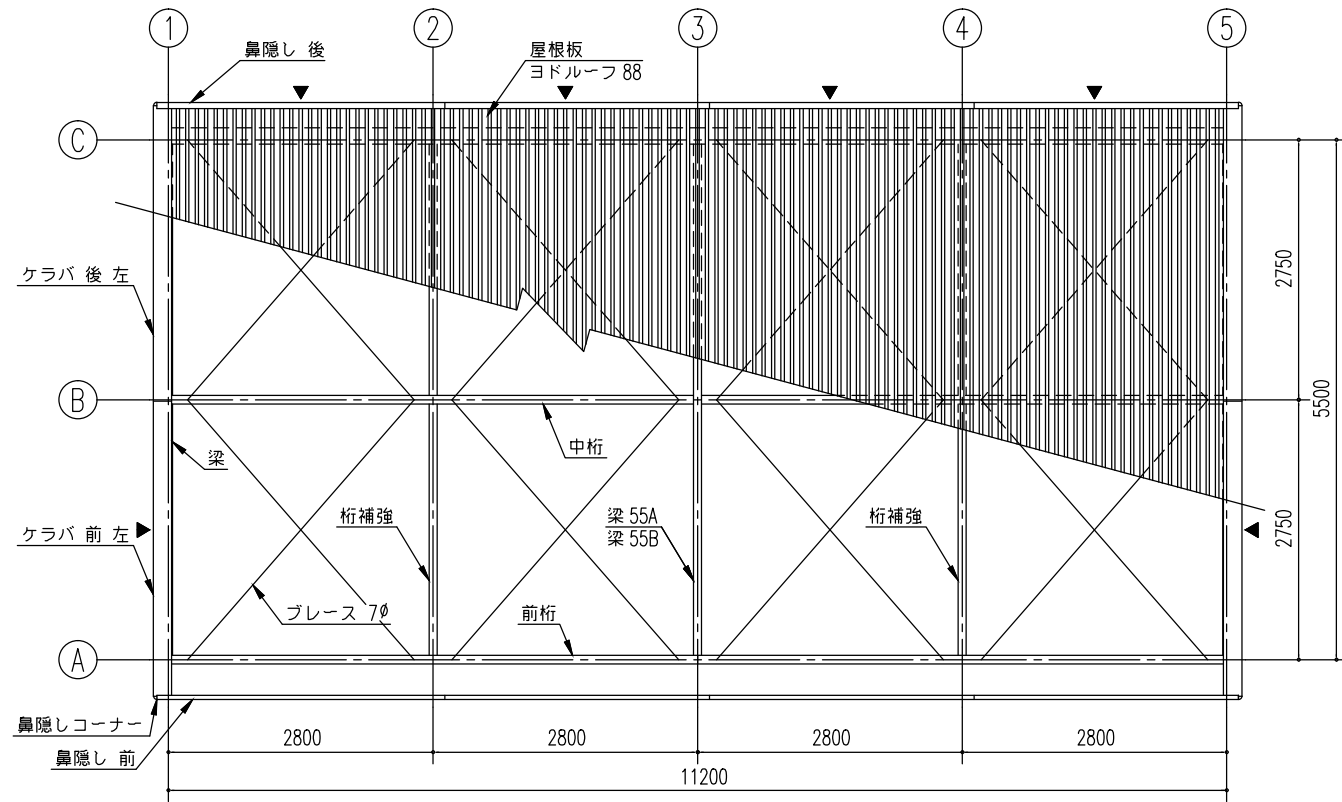 1
2
3
4
5
鼻隠し 後
屋根板
ヨドルーフ 88
C
ケラバ 後 左
2750
5500
B
中桁
梁
ケラバ 前 左
桁補強
梁 55A
梁 55B
桁補強
2750
ブレース 7φ
前桁
A
鼻隠しコーナー
鼻隠し 前
2800
2800
2800
2800
11200